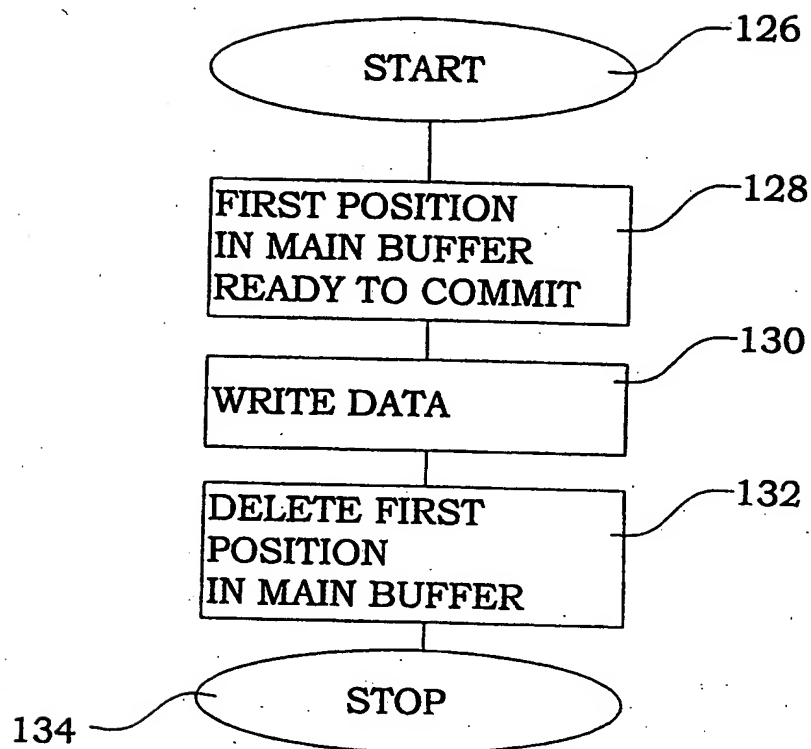 START
126
FIRST POSITION
IN MAIN BUFFER
READY TO COMMIT
128
WRITE DATA
130
DELETE FIRST
POSITION
IN MAIN BUFFER
132
STOP
134